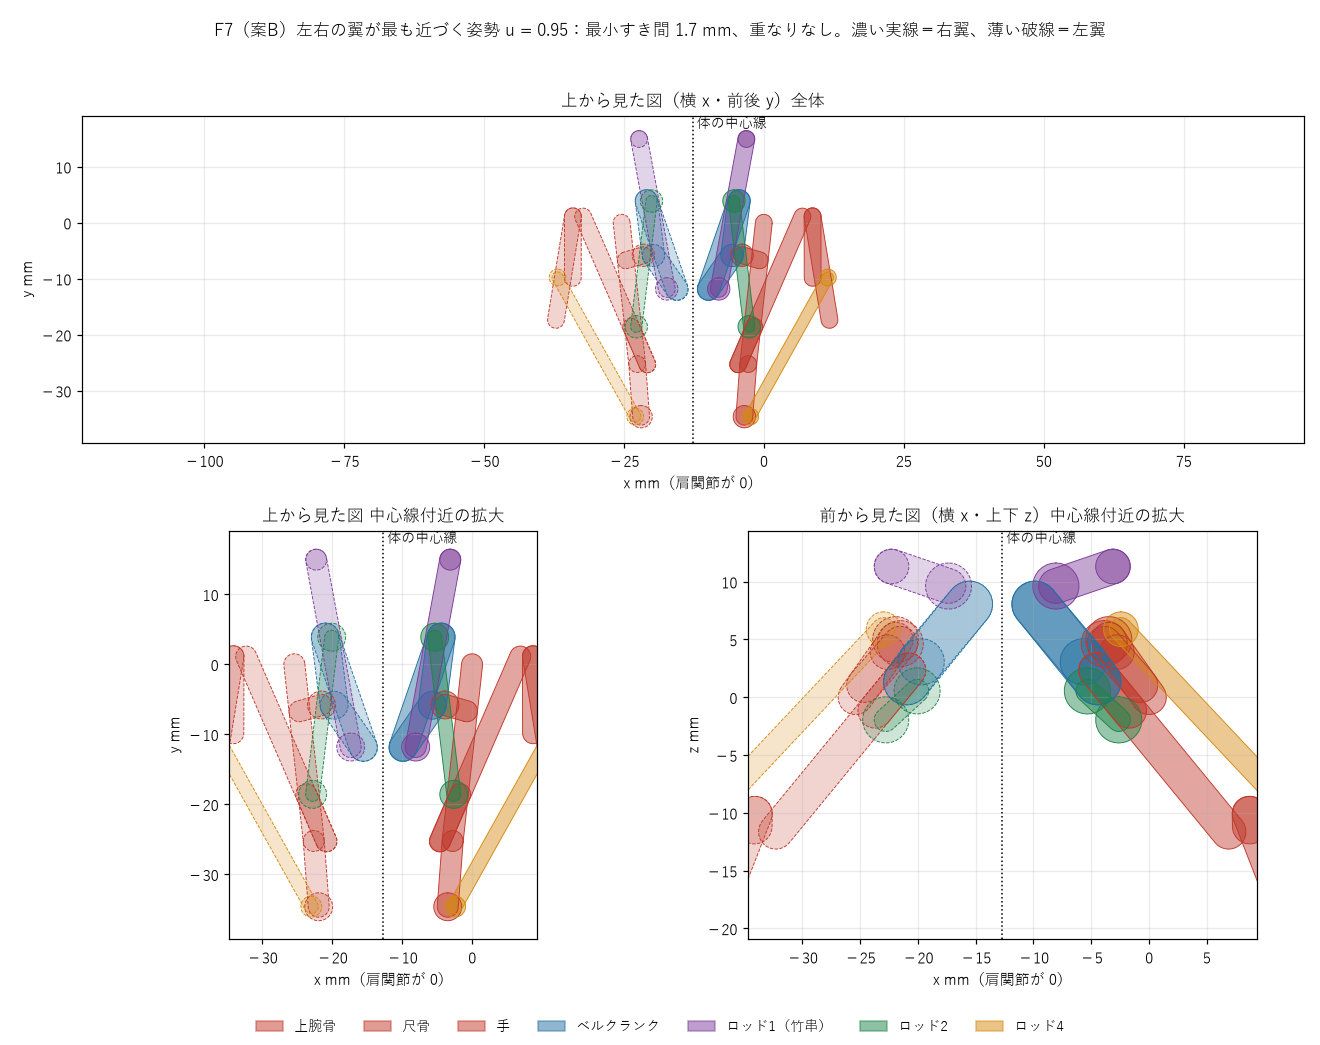 F7（案B）左右の翼が最も近づく姿勢 u = 0.95：最小すき間 1.7 mm、重なりなし。濃い実線＝右翼、薄い破線＝左翼
上から見た図（横 x・前後 y）全体
体の中心線
10
0
−10
−20
−30
y mm
−100
−75
−50
−25
0
25
50
75
x mm（肩関節が 0）
上から見た図 中心線付近の拡大
体の中心線
10
0
−10
−20
−30
y mm
−30
−20
−10
0
x mm（肩関節が 0）
前から見た図（横 x・上下 z）中心線付近の拡大
体の中心線
10
5
0
−5
−10
−15
−20
z mm
−30
−25
−20
−15
−10
−5
0
5
x mm（肩関節が 0）
上腕骨
尺骨
手
ベルクランク
ロッド1（竹串）
ロッド2
ロッド4